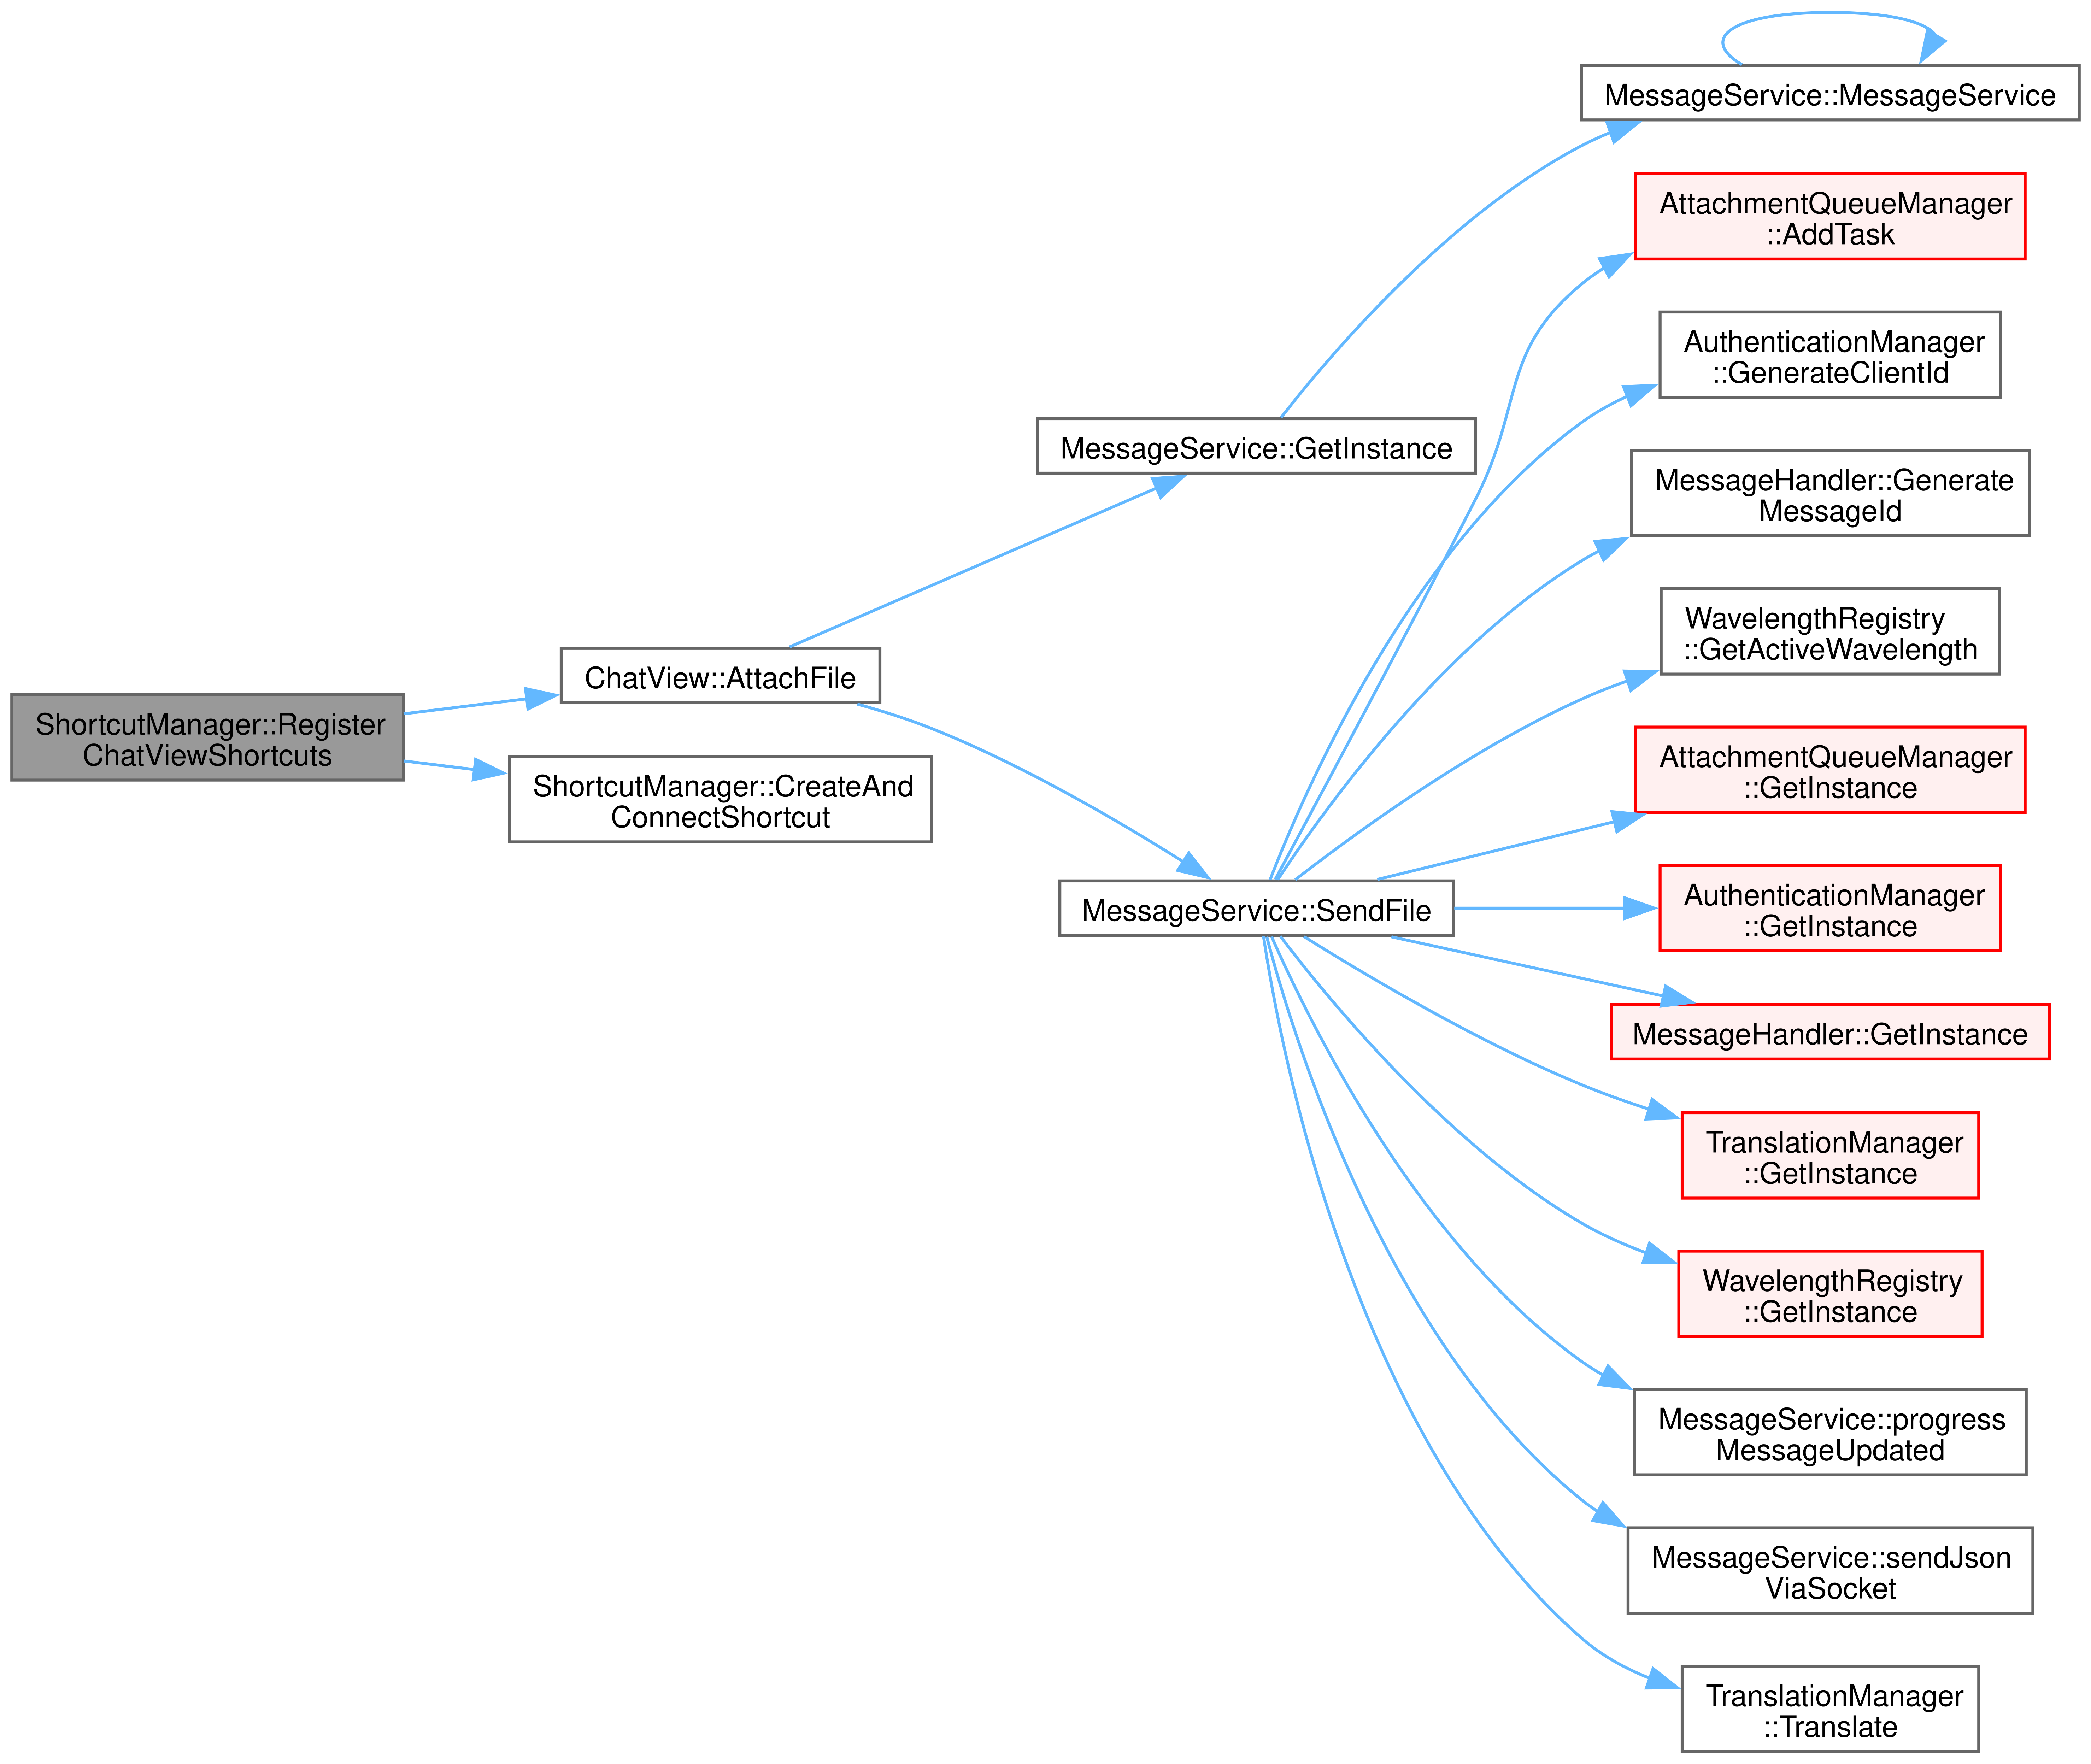 ShortcutManager::Register
ChatViewShortcuts
ChatView::AttachFile
ShortcutManager::CreateAnd
ConnectShortcut
MessageService::GetInstance
MessageService::SendFile
MessageService::MessageService
AttachmentQueueManager
::AddTask
AuthenticationManager
::GenerateClientId
MessageHandler::Generate
MessageId
WavelengthRegistry
::GetActiveWavelength
AttachmentQueueManager
::GetInstance
AuthenticationManager
::GetInstance
MessageHandler::GetInstance
TranslationManager
::GetInstance
WavelengthRegistry
::GetInstance
MessageService::progress
MessageUpdated
MessageService::sendJson
ViaSocket
TranslationManager
::Translate